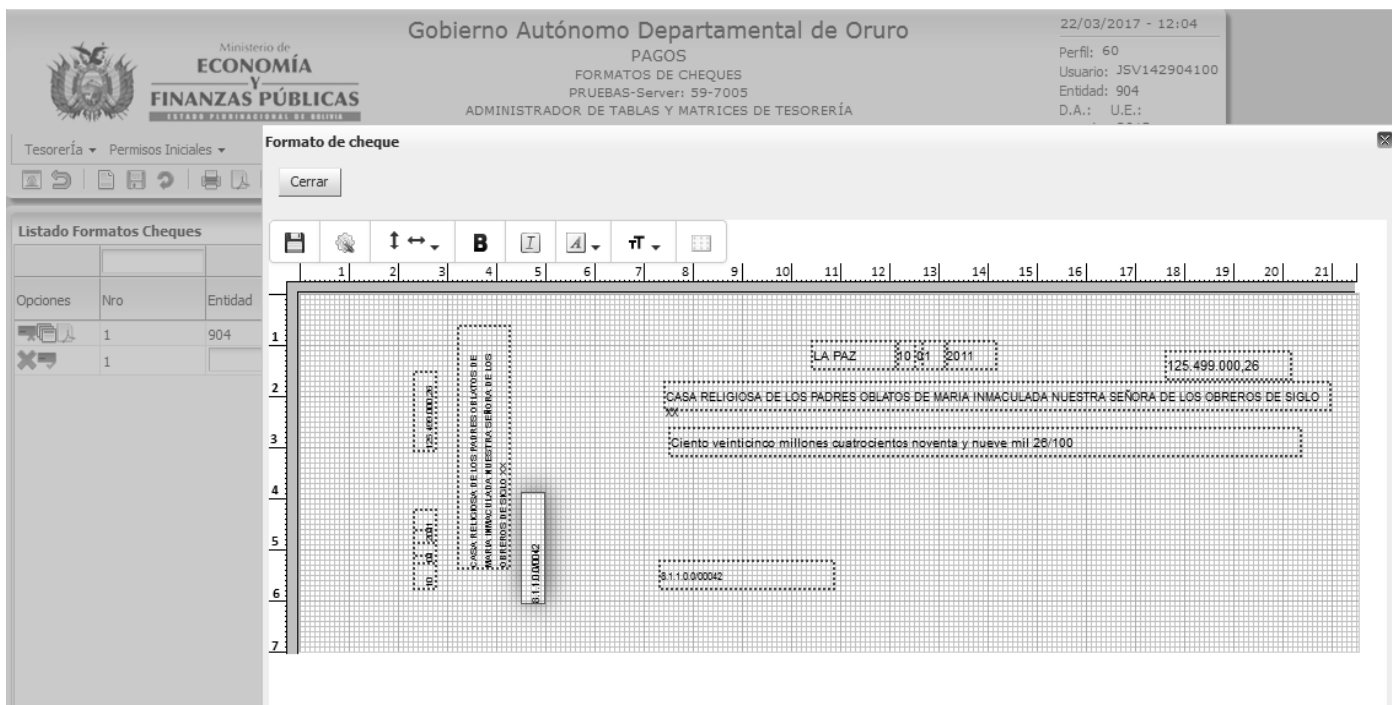 Ministerio de
ECONOMÍA
Y
FINANZAS PÚBLICAS
ESTADO PLURINACIONAL DE BOLIVIA
Gobierno Autónomo Departamental de Oruro
PAGOS
FORMATOS DE CHEQUES
PRUEBAS-Server: 59-7005
ADMINISTRADOR DE TABLAS Y MATRICES DE TESORERÍA
22/03/2017 - 12:04
Perfil: 60
Usuario: JSV142904100
Entidad: 904
D.A.: U.E.:
Tesorería Permisos Iniciales
Listado Formatos Cheques
Opciones Nro Entidad
1 904
1
Formato de cheque
Cerrar
B I A TT
1 2 3 4 5 6 7 8 9 10 11 12 13 14 15 16 17 18 19 20 21
1
2
3
4
5
6
7
125.499.000,26
10 01 2011
CASA RELIGIOSA DE LOS PADRES OBLATOS DE
MARIA INMACULADA NUESTRA SEÑORA DE LOS
OBREROS DE SIGLO XX
8.1.1.0.0/00042
LA PAZ 10 01 2011
125.499.000,26
CASA RELIGIOSA DE LOS PADRES OBLATOS DE MARIA INMACULADA NUESTRA SEÑORA DE LOS OBREROS DE SIGLO
XX
Ciento veinticinco millones cuatrocientos noventa y nueve mil 26/100
8.1.1.0.0/00042